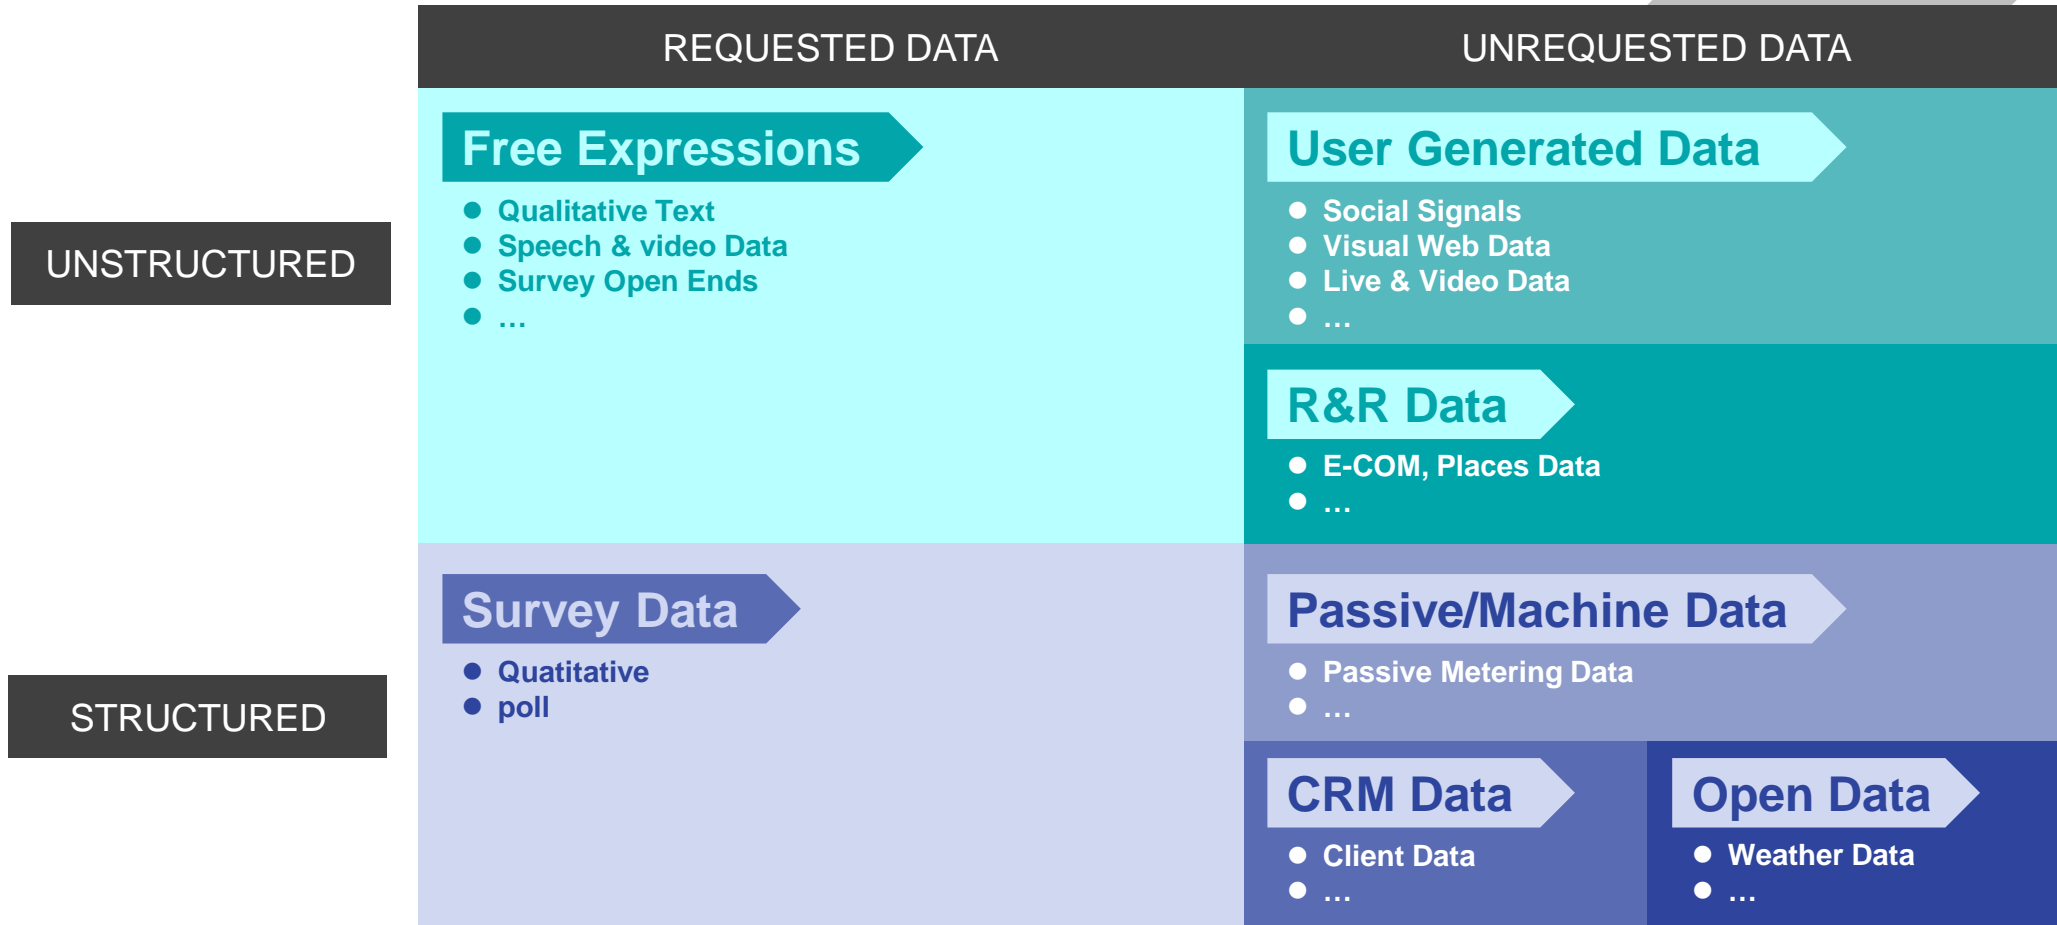 REQUESTED DATA
UNREQUESTED DATA
UNSTRUCTURED
Free Expressions
● Qualitative Text
● Speech & video Data
● Survey Open Ends
● …
User Generated Data
● Social Signals
● Visual Web Data
● Live & Video Data
● …
R&R Data
● E-COM, Places Data
● …
STRUCTURED
Survey Data
● Quatitative
● poll
Passive/Machine Data
● Passive Metering Data
● …
CRM Data
● Client Data
● …
Open Data
● Weather Data
● …